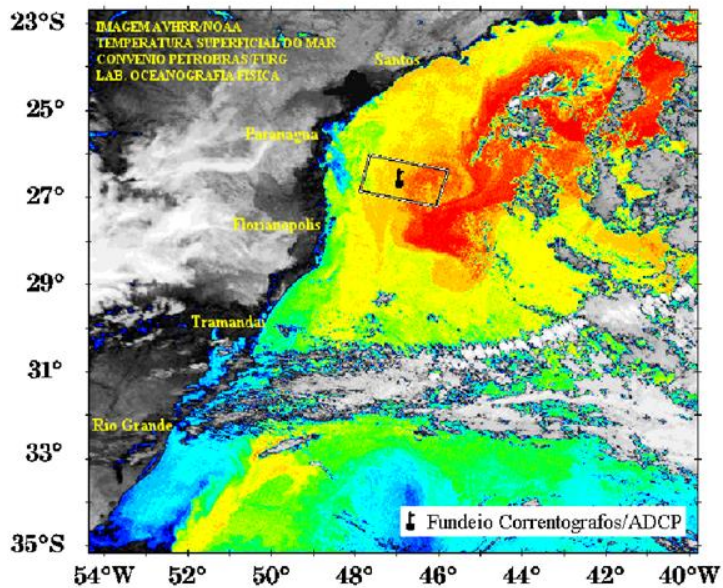 IMAGEM AVHRR/NOAA
TEMPERATURA SUPERFICIAL DO MAR
CONVENIO PETROBRAS/FURG
LAB. OCEANOGRAFIA FISICA
Santos
Paranagua
Florianopolis
Tramandai
Rio Grande
23°S
25°
27°
29°
31°
33°
35°S
Fundeio Correntografos/ADCP
54°W
52°
50°
48°
46°
44°
42°
40°W